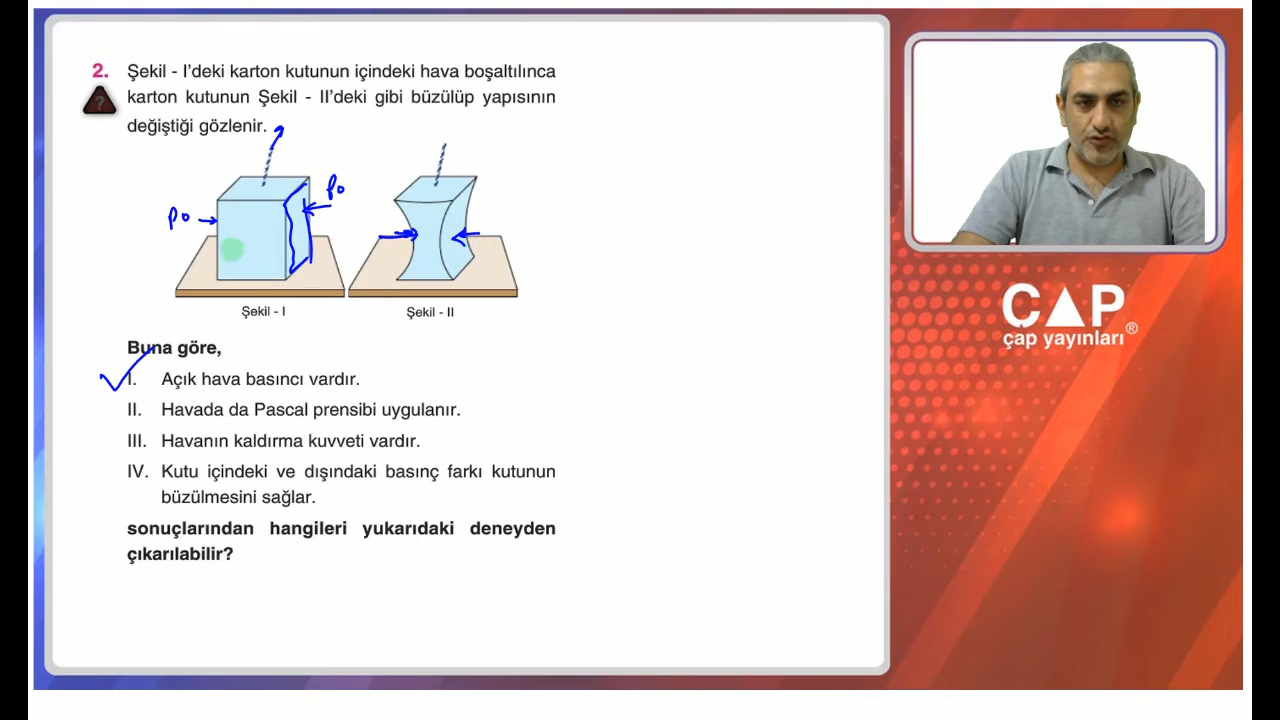 2. Şekil - I'deki karton kutunun içindeki hava boşaltılınca
karton kutunun Şekil - II'deki gibi büzülüp yapısının
değiştiği gözlenir.
P0
P0
Şekil - I
Şekil - II
Buna göre,
I. Açık hava basıncı vardır.
II. Havada da Pascal prensibi uygulanır.
III. Havanın kaldırma kuvveti vardır.
IV. Kutu içindeki ve dışındaki basınç farkı kutunun
büzülmesini sağlar.
sonuçlarından hangileri yukarıdaki deneyden
çıkarılabilir?
ÇAP
çap yayınları®